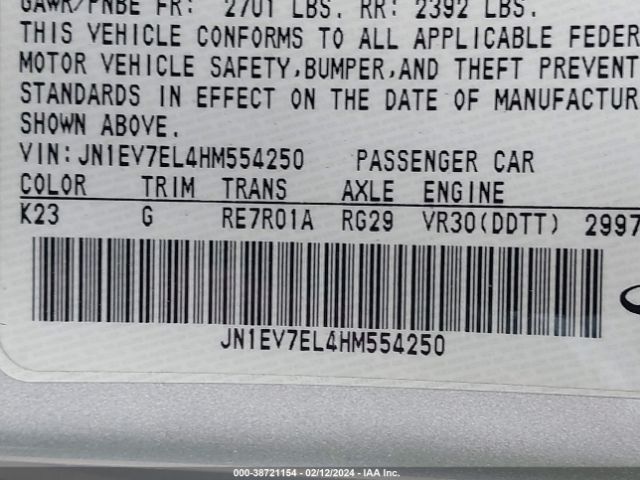 GAWR/PNBE FR: 2701 LBS. RR: 2392 LBS.
THIS VEHICLE CONFORMS TO ALL APPLICABLE FEDER
MOTOR VEHICLE SAFETY,BUMPER,AND THEFT PREVENT
STANDARDS IN EFFECT ON THE DATE OF MANUFACTUR
SHOWN ABOVE.
VIN:JN1EV7EL4HM554250 PASSENGER CAR
COLOR TRIM TRANS AXLE ENGINE
K23 G RE7R01A RG29 VR30(DDTT) 2997
JN1EV7EL4HM554250
000-38721154 - 02/12/2024 - IAA Inc.